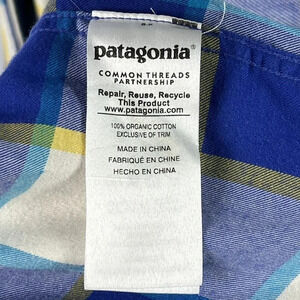 patagonia®
COMMON THREADS
PARTNERSHIP
Repair, Reuse, Recycle
This Product
www.patagonia.com
100% ORGANIC COTTON
EXCLUSIVE OF TRIM
MADE IN CHINA
FABRIQUÉ EN CHINE
HECHO EN CHINA